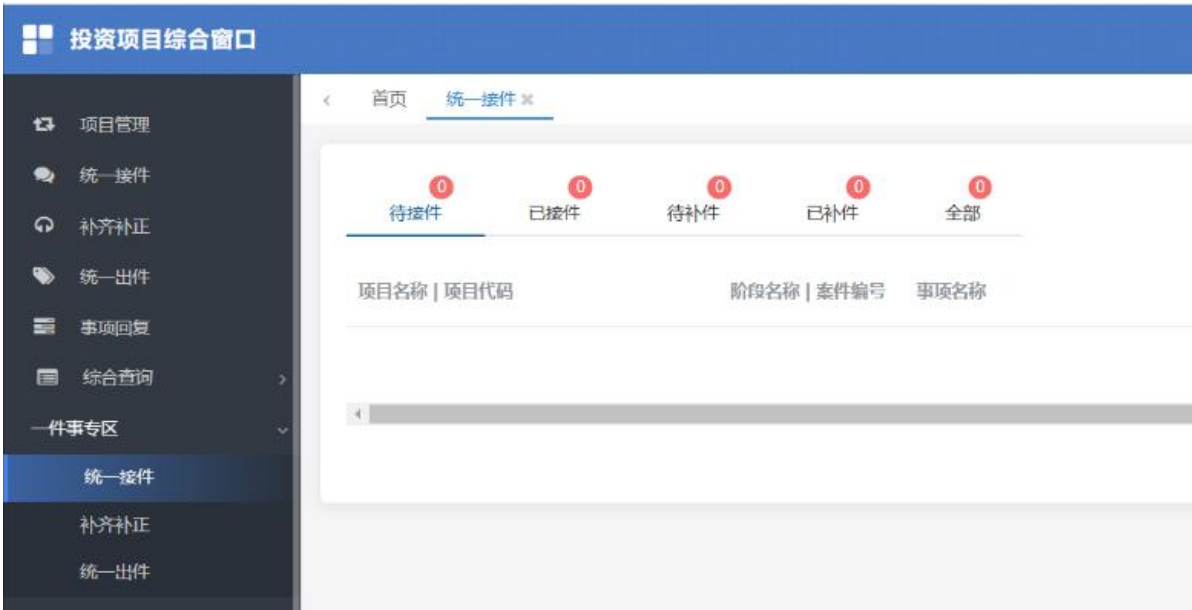 投资项目综合窗口
首页 统一接件
项目管理
统一接件
补齐补正
统一出件
事项回复
综合查询
一件事专区
统一接件
补齐补正
统一出件
0 0 0 0 0
待接件 已接件 待补件 已补件 全部
项目名称 | 项目代码 阶段名称 | 案件编号 事项名称